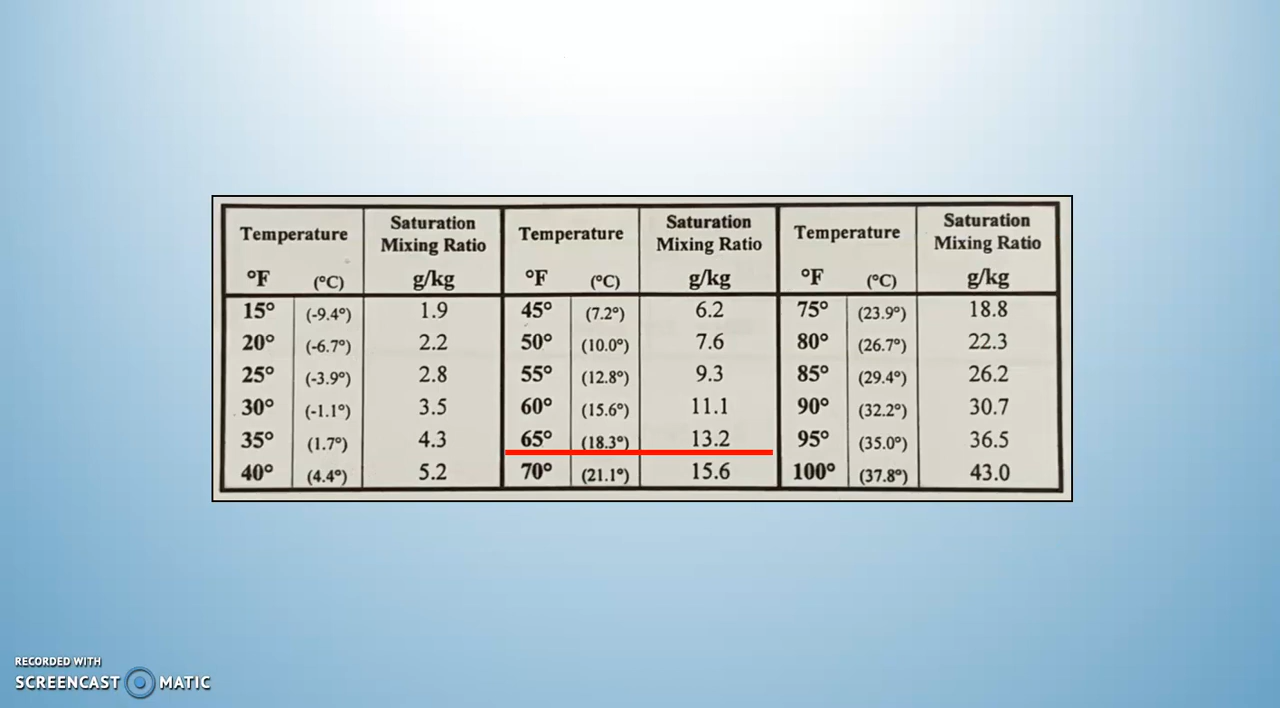 Temperature Saturation Mixing Ratio Temperature Saturation Mixing Ratio Temperature Saturation Mixing Ratio
°F (°C) g/kg °F (°C) g/kg °F (°C) g/kg
15° (-9.4°) 1.9 45° (7.2°) 6.2 75° (23.9°) 18.8
20° (-6.7°) 2.2 50° (10.0°) 7.6 80° (26.7°) 22.3
25° (-3.9°) 2.8 55° (12.8°) 9.3 85° (29.4°) 26.2
30° (-1.1°) 3.5 60° (15.6°) 11.1 90° (32.2°) 30.7
35° (1.7°) 4.3 65° (18.3°) 13.2 95° (35.0°) 36.5
40° (4.4°) 5.2 70° (21.1°) 15.6 100° (37.8°) 43.0
RECORDED WITH
SCREENCAST MATIC